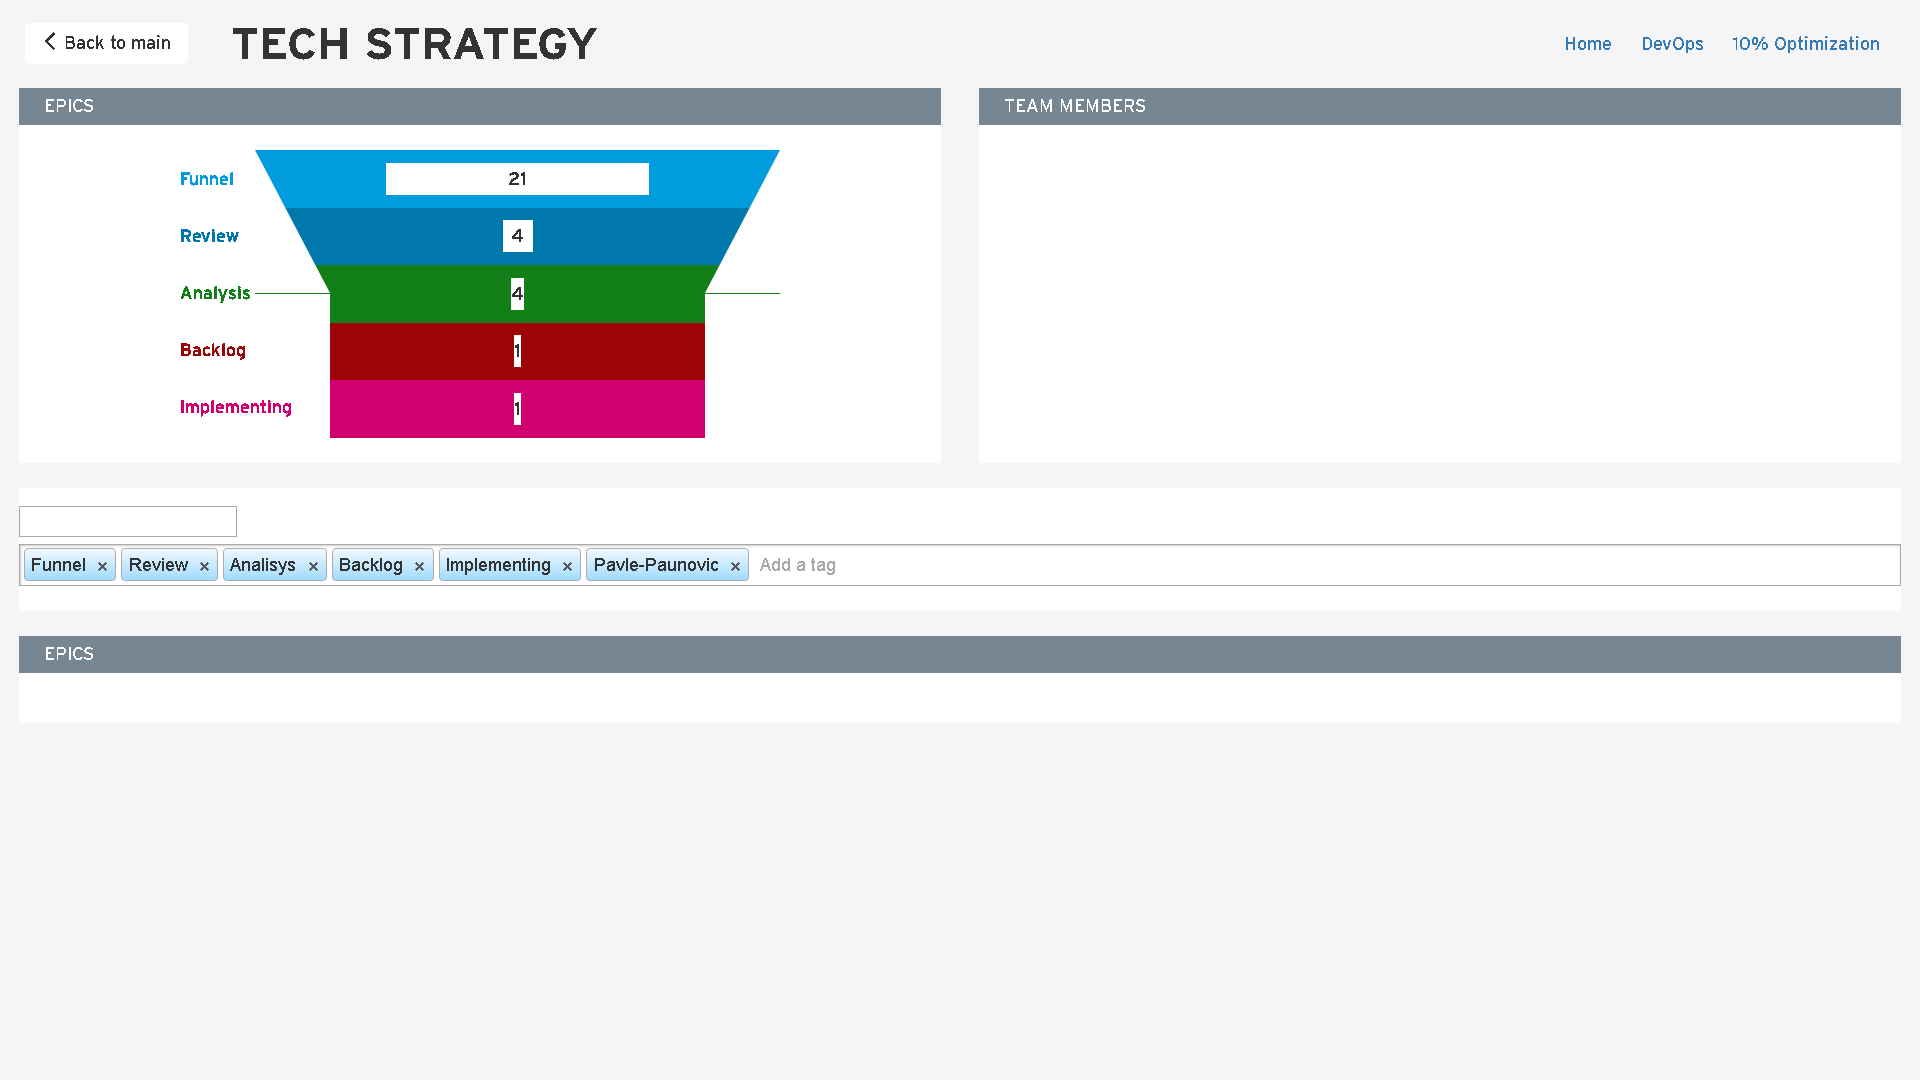 Back to main
TECH STRATEGY
Home DevOps 10% Optimization
EPICS
TEAM MEMBERS
Funnel 21
Review 4
Analysis 4
Backlog 1
Implementing 1
Funnel × Review × Analisys × Backlog × Implementing × Pavle-Paunovic × Add a tag
EPICS